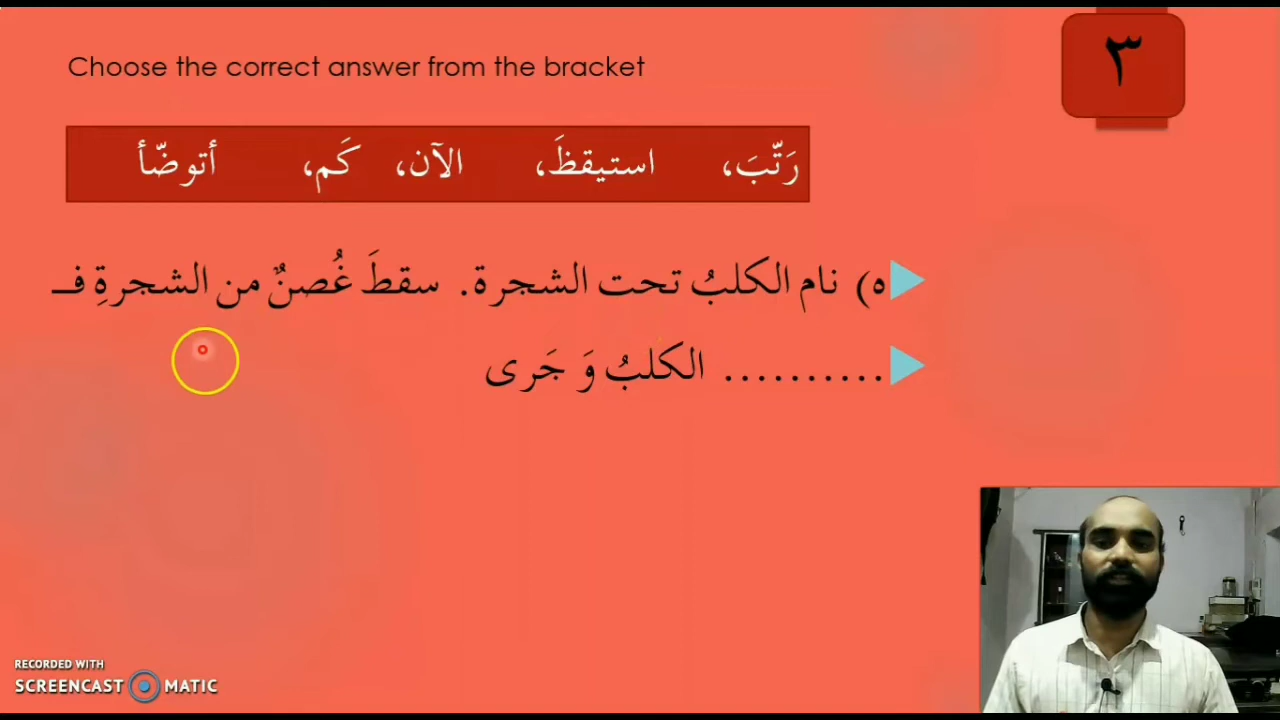 Choose the correct answer from the bracket
٣
رَتّبَ، استيقظَ، الآن، كَم، أتوضّأ
٥) نام الكلبُ تحت الشجرة. سقطَ غُصنٌ من الشجرةِ فـ
.......... الكلبُ وَ جَرى
RECORDED WITH
SCREENCAST MATIC